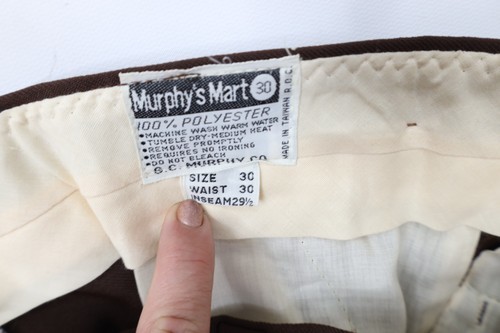 Murphy's Mart 30
100% POLYESTER
•MACHINE WASH WARM WATER
•TUMBLE DRY-MEDIUM HEAT
•REMOVE PROMPTLY
•REQUIRES NO IRONING
•DO NOT BLEACH
G.C. MURPHY CO
MADE IN TAIWAN R.O.C.
SIZE 30
WAIST 30
INSEAM 29½